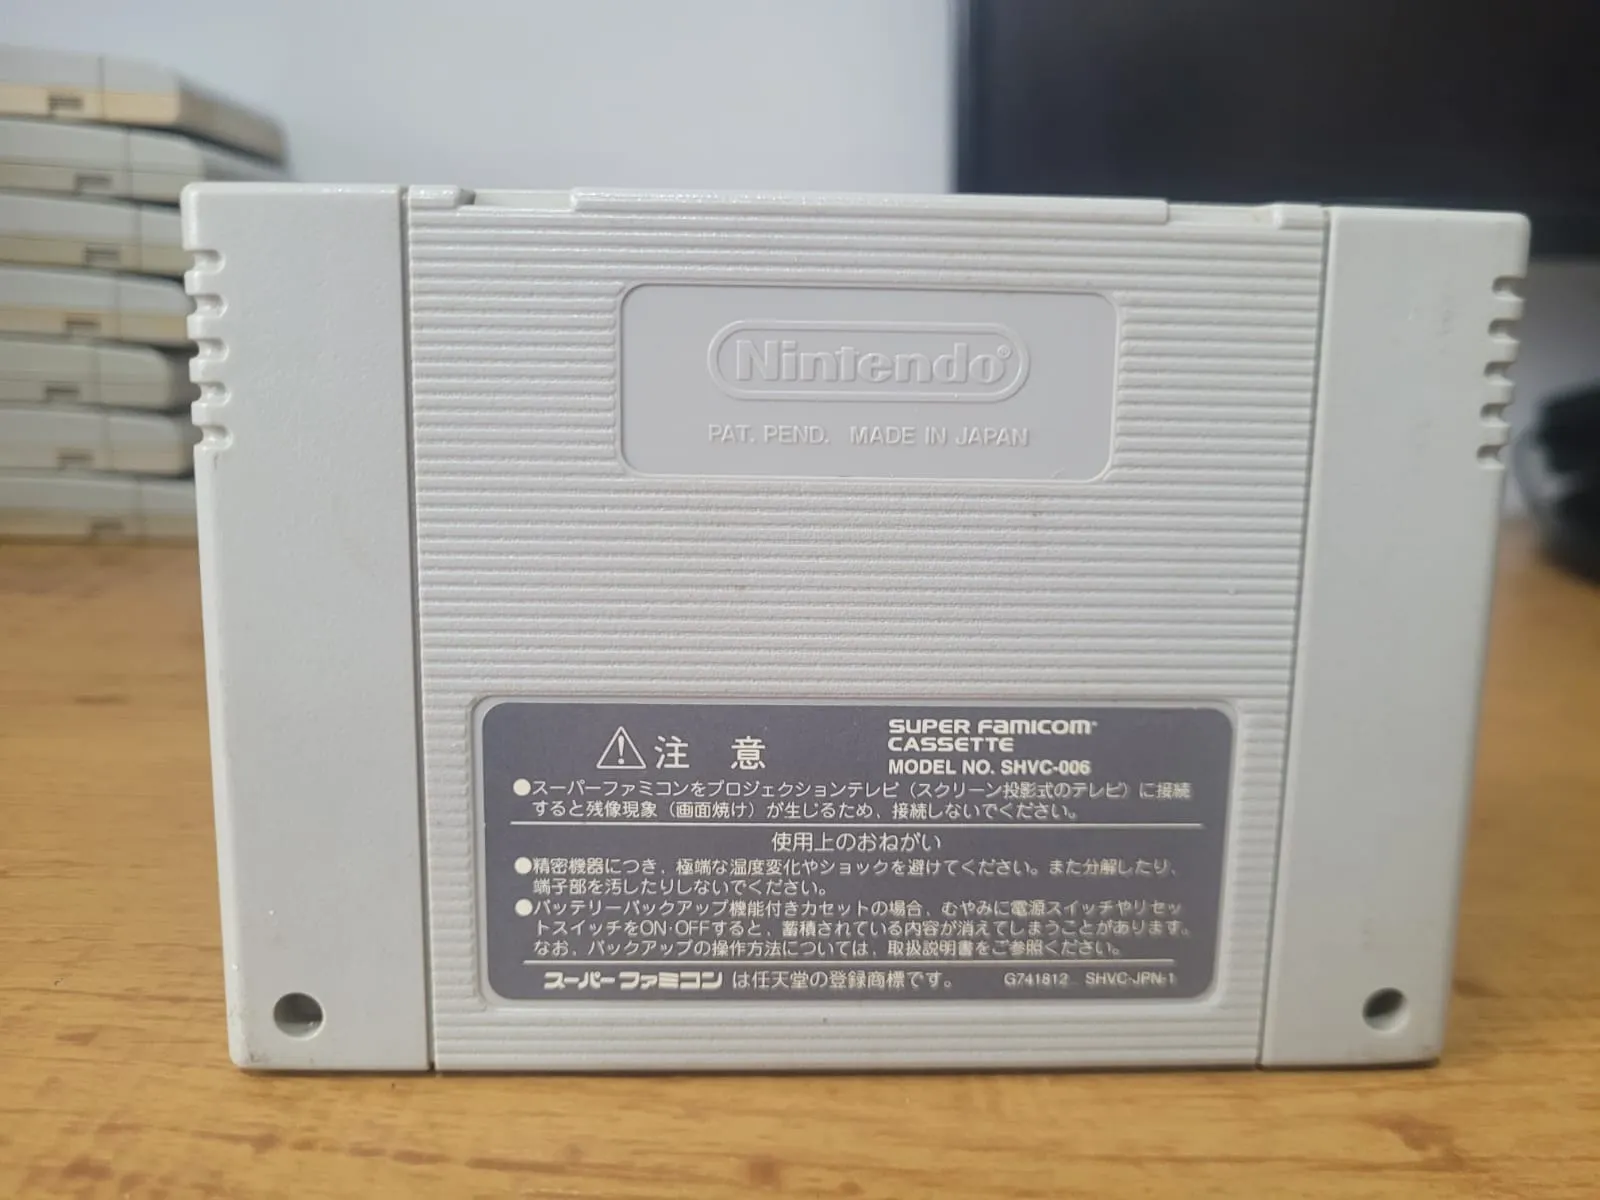 Nintendo®
PAT. PEND. MADE IN JAPAN
⚠注 意
SUPER FAMICOM™
CASSETTE
MODEL NO. SHVC-006
●スーパーファミコンをプロジェクションテレビ(スクリーン投影式のテレビ)に接続
すると残像現象(画面焼け)が生じるため、接続しないでください。
使用上のおねがい
●精密機器につき、極端な温度変化やショックを避けてください。また分解したり、
端子部を汚したりしないでください。
●バッテリーバックアップ機能付きカセットの場合、むやみに電源スイッチやリセッ
トスイッチをON・OFFすると、蓄積されている内容が消えてしまうことがあります。
なお、バックアップの操作方法については、取扱説明書をご参照ください。
スーパーファミコン は任天堂の登録商標です。 G741812 SHVC-JPN-1